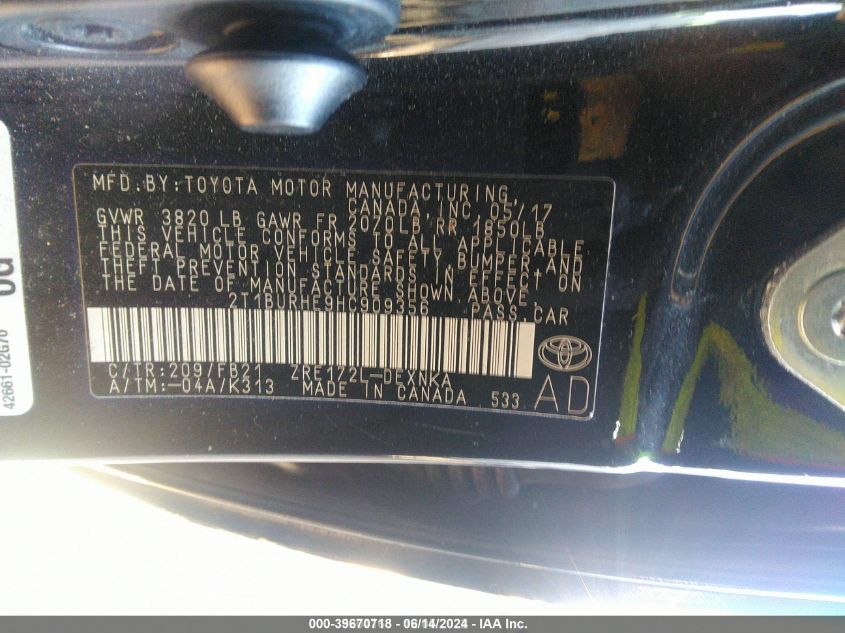 MFD.BY:TOYOTA MOTOR MANUFACTURING,
CANADA,INC. 05/17
GVWR 3820 LB GAWR FR 2070LB RR 1850LB
THIS VEHICLE CONFORMS TO ALL APPLICABLE
FEDERAL MOTOR VEHICLE SAFETY, BUMPER, AND
THEFT PREVENTION STANDARDS IN EFFECT ON
THE DATE OF MANUFACTURE SHOWN ABOVE.
2T1BURHE9HC909356 PASS.CAR
C/TR:209/FB21 ZRE172L-DEXNKA
A/TM:-04A/K313 MADE IN CANADA 533
AD
42661-02G70
000-39670718 - 06/14/2024 - IAA Inc.